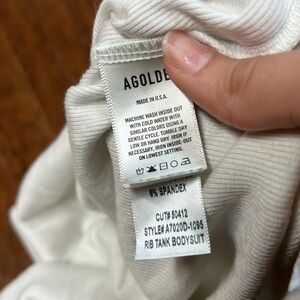 AGOLDE
MADE IN U.S.A.
MACHINE WASH INSIDE OUT
WITH COLD WATER WITH
SIMILAR COLORS USING A
GENTLE CYCLE. TUMBLE DRY
LOW OR HAND DRY. IRON IF
NECESSARY, IRON INSIDE OUT
ON LOWEST SETTING.
6% SPANDEX
CUT# 50412
STYLE# A7020D-1095
RIB TANK BODYSUIT